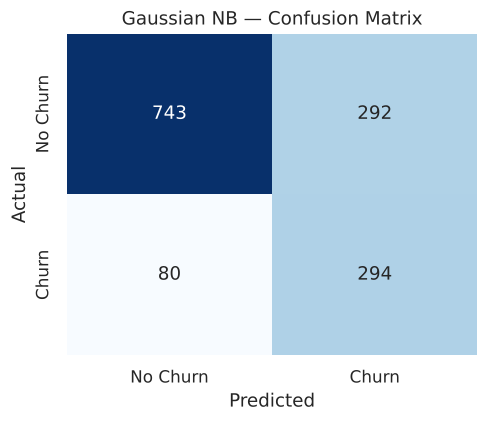 Gaussian NB — Confusion Matrix
Actual
No Churn
743
292
Churn
80
294
No Churn
Churn
Predicted